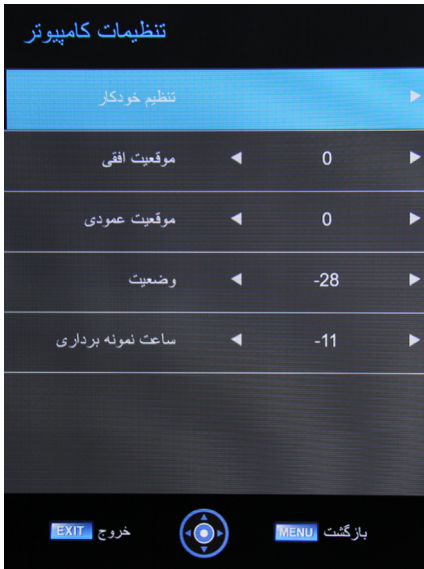 تنظیمات کامپیوتر
تنظیم خودکار
موقعیت افقی 0
موقعیت عمودی 0
وضعیت -28
ساعت نمونه برداری -11
بازگشت MENU خروج EXIT